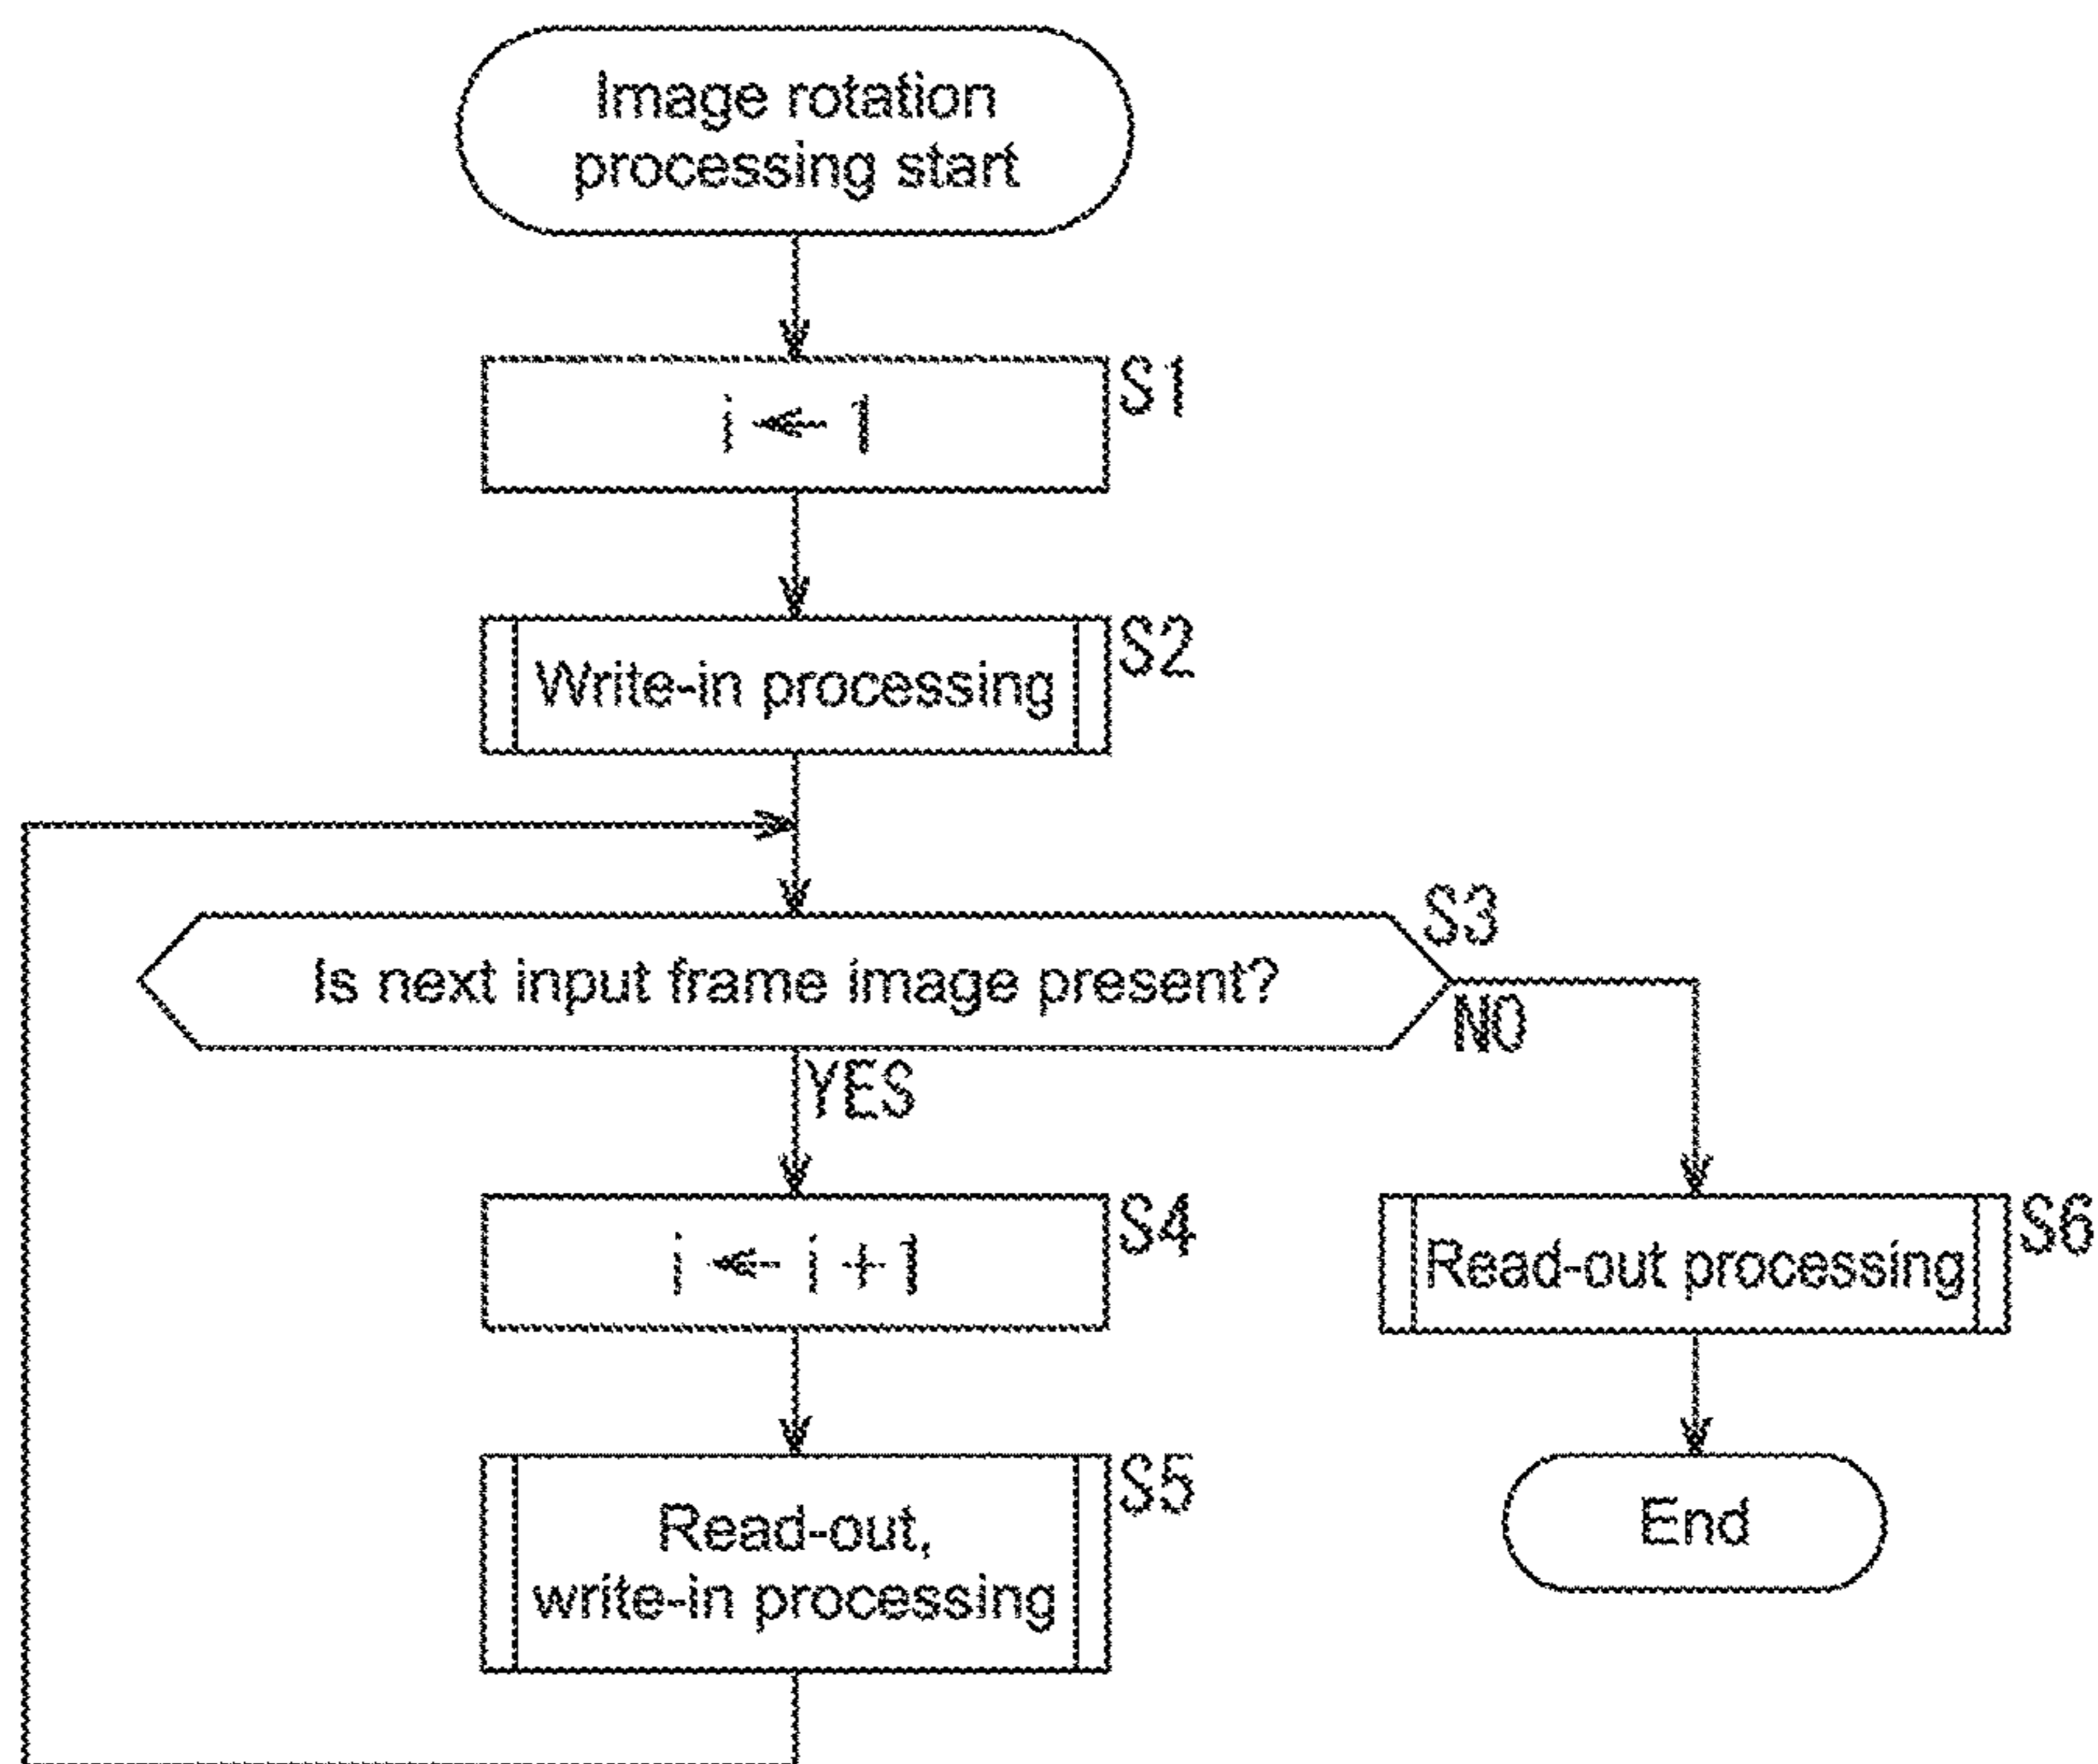 Image rotation
processing start
S1
i ← 1
S2
Write-in processing
S3
Is next input frame image present?
NO
YES
S4
i ← i + 1
S6
Read-out processing
S5
Read-out,
write-in processing
End